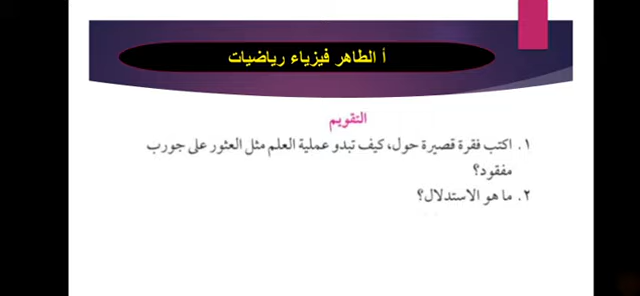 أ الطاهر فيزياء رياضيات
التقويم
١. اكتب فقرة قصيرة حول، كيف تبدو عملية العلم مثل العثور على جورب
مفقود؟
٢. ما هو الاستدلال؟